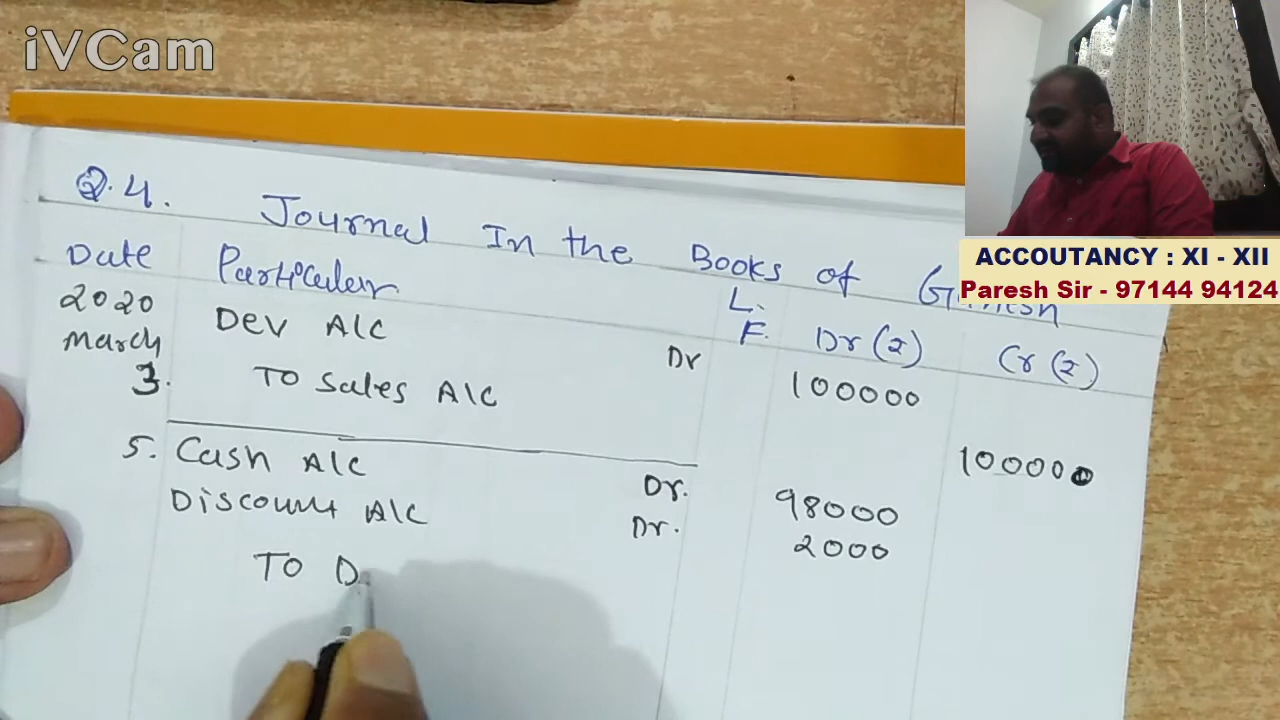 iVCam
Q.4. Journal In the Books of
Date Particular L.F. Dr (₹) Cr (₹)
2020
March
3. Dev A/C Dr 100000
To Sales A/C 100000
5. Cash A/C Dr. 98000
Discount A/C Dr. 2000
To D
ACCOUTANCY : XI - XII
Paresh Sir - 97144 94124